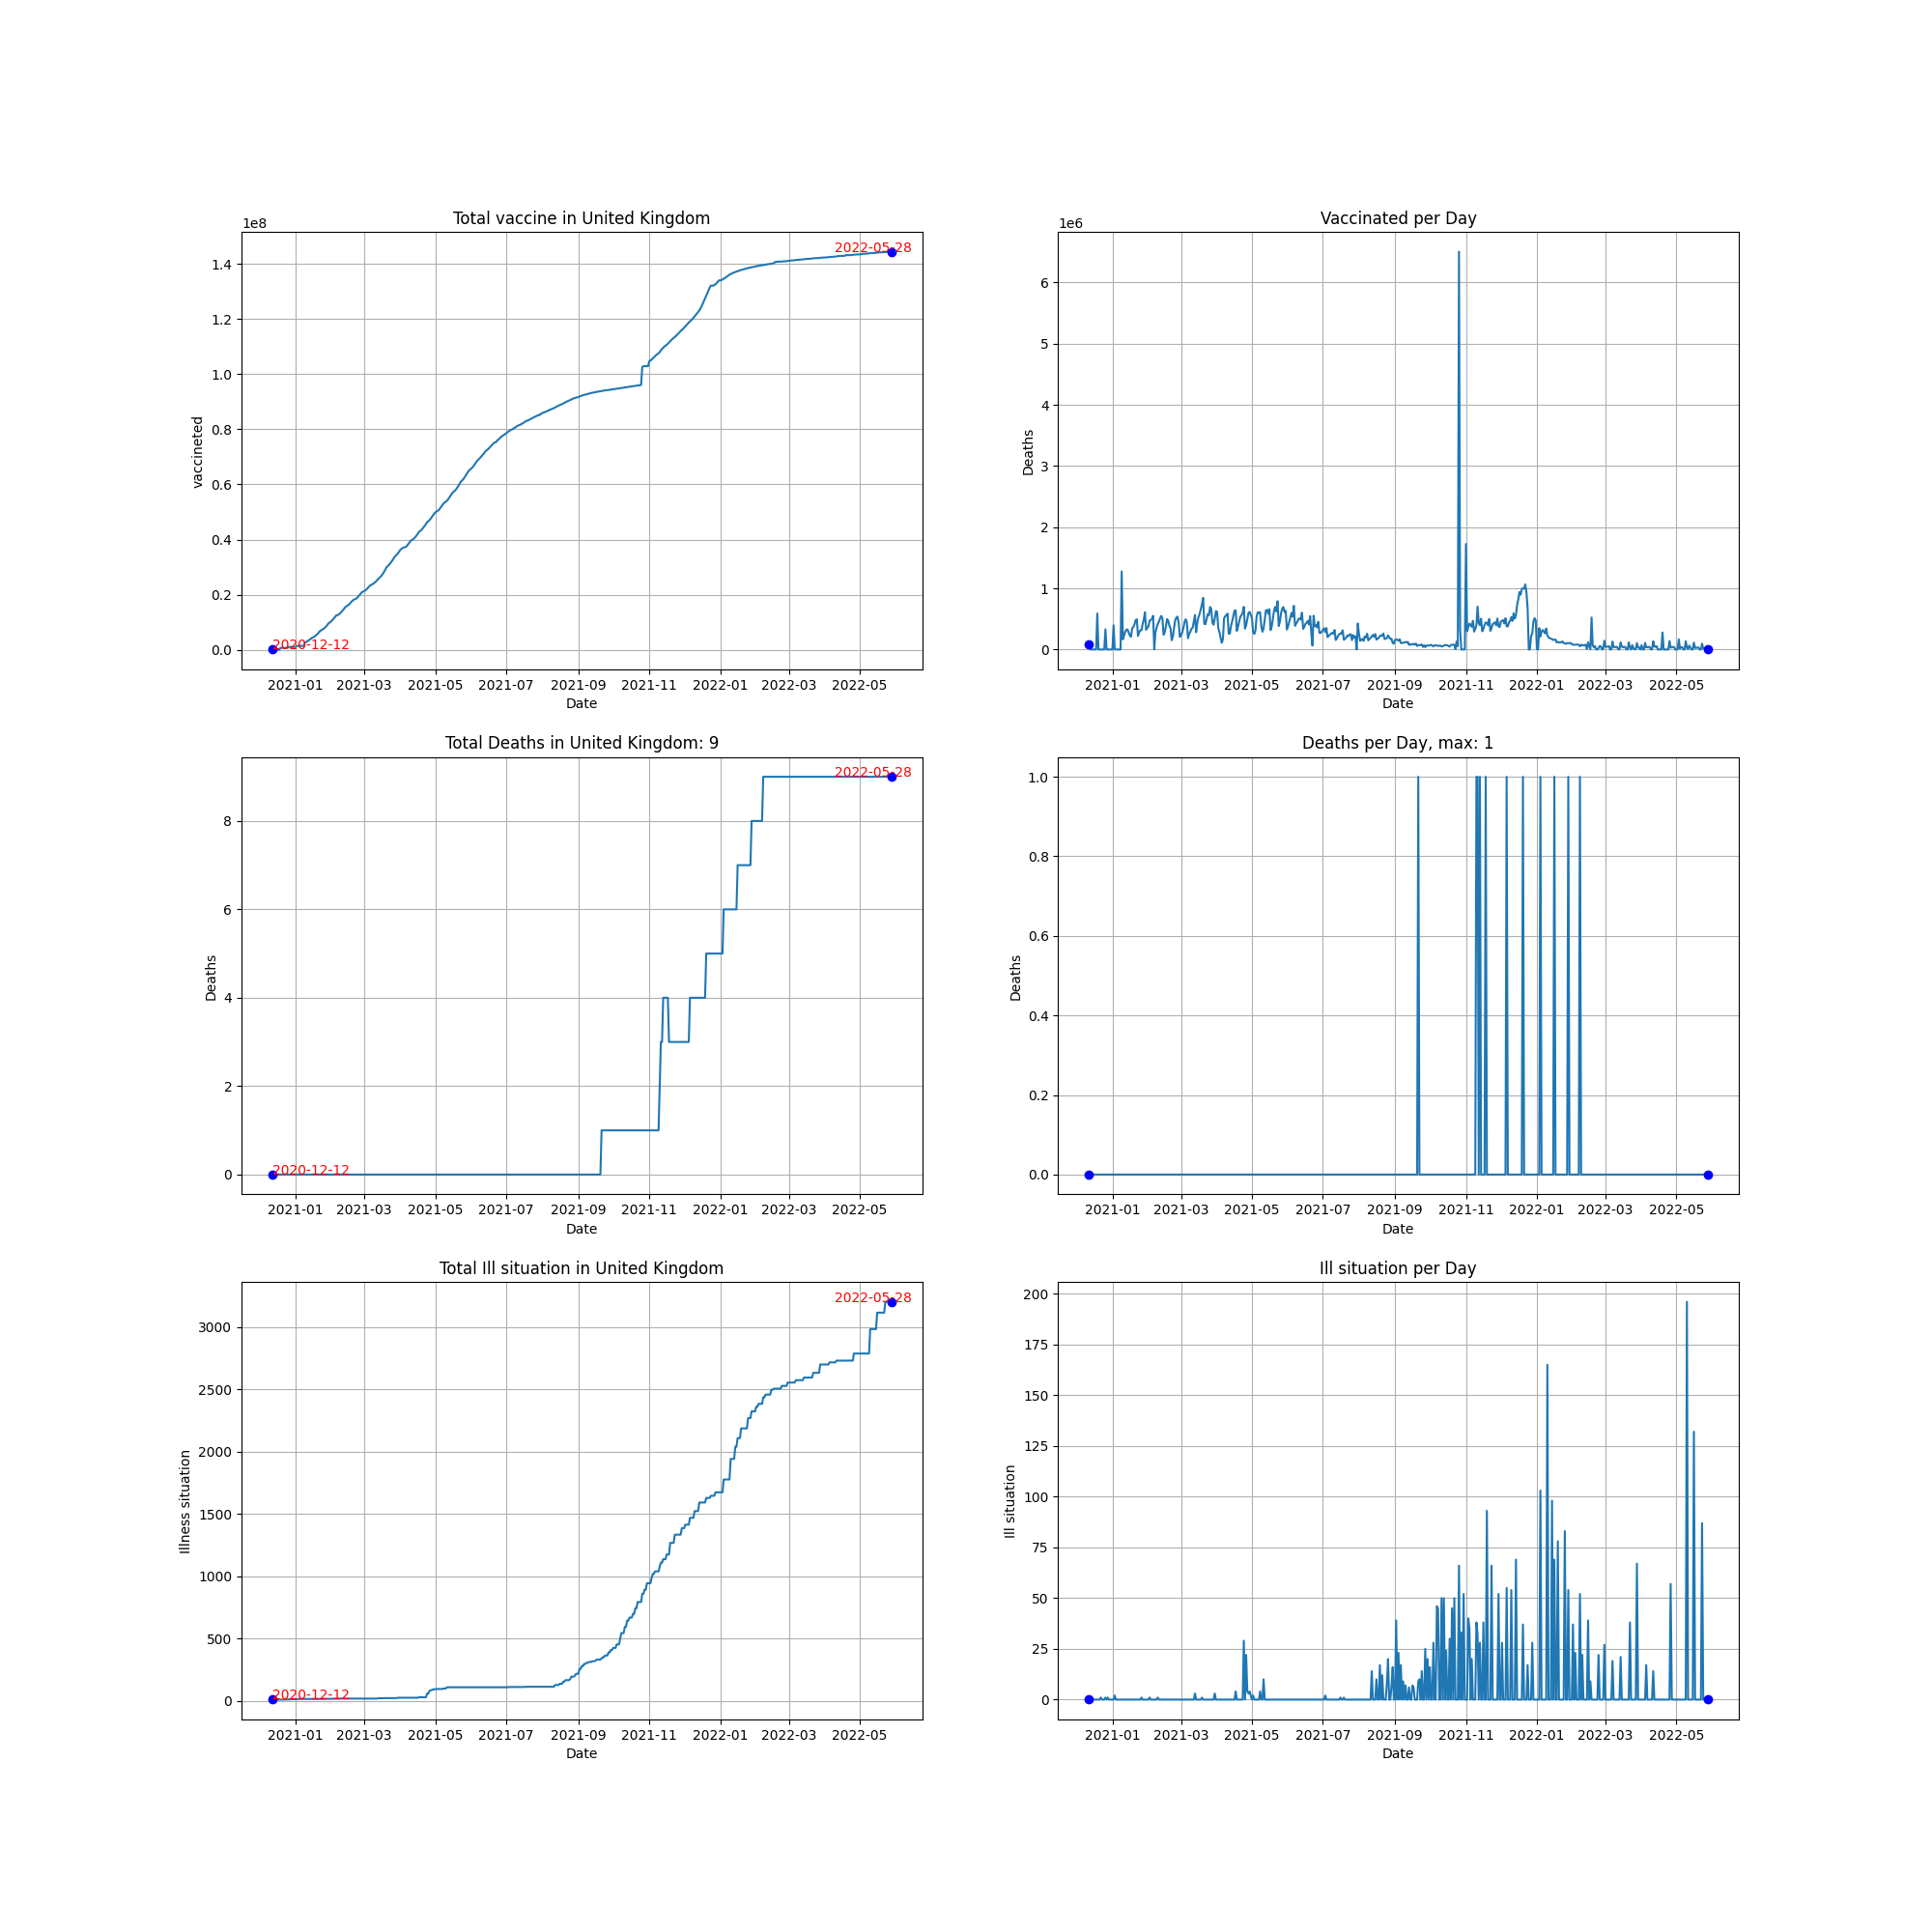 Total vaccine in United Kingdom
1e8
vaccineted
1.4
1.2
1.0
0.8
0.6
0.4
0.2
0.0
2020-12-12
2022-05-28
2021-01 2021-03 2021-05 2021-07 2021-09 2021-11 2022-01 2022-03 2022-05
Date
Vaccinated per Day
1e6
Deaths
6
5
4
3
2
1
0
2021-01 2021-03 2021-05 2021-07 2021-09 2021-11 2022-01 2022-03 2022-05
Date
Total Deaths in United Kingdom: 9
Deaths
8
6
4
2
0
2020-12-12
2022-05-28
2021-01 2021-03 2021-05 2021-07 2021-09 2021-11 2022-01 2022-03 2022-05
Date
Deaths per Day, max: 1
Deaths
1.0
0.8
0.6
0.4
0.2
0.0
2021-01 2021-03 2021-05 2021-07 2021-09 2021-11 2022-01 2022-03 2022-05
Date
Total Ill situation in United Kingdom
Illness situation
3000
2500
2000
1500
1000
500
0
2020-12-12
2022-05-28
2021-01 2021-03 2021-05 2021-07 2021-09 2021-11 2022-01 2022-03 2022-05
Date
Ill situation per Day
Ill situation
200
175
150
125
100
75
50
25
0
2021-01 2021-03 2021-05 2021-07 2021-09 2021-11 2022-01 2022-03 2022-05
Date